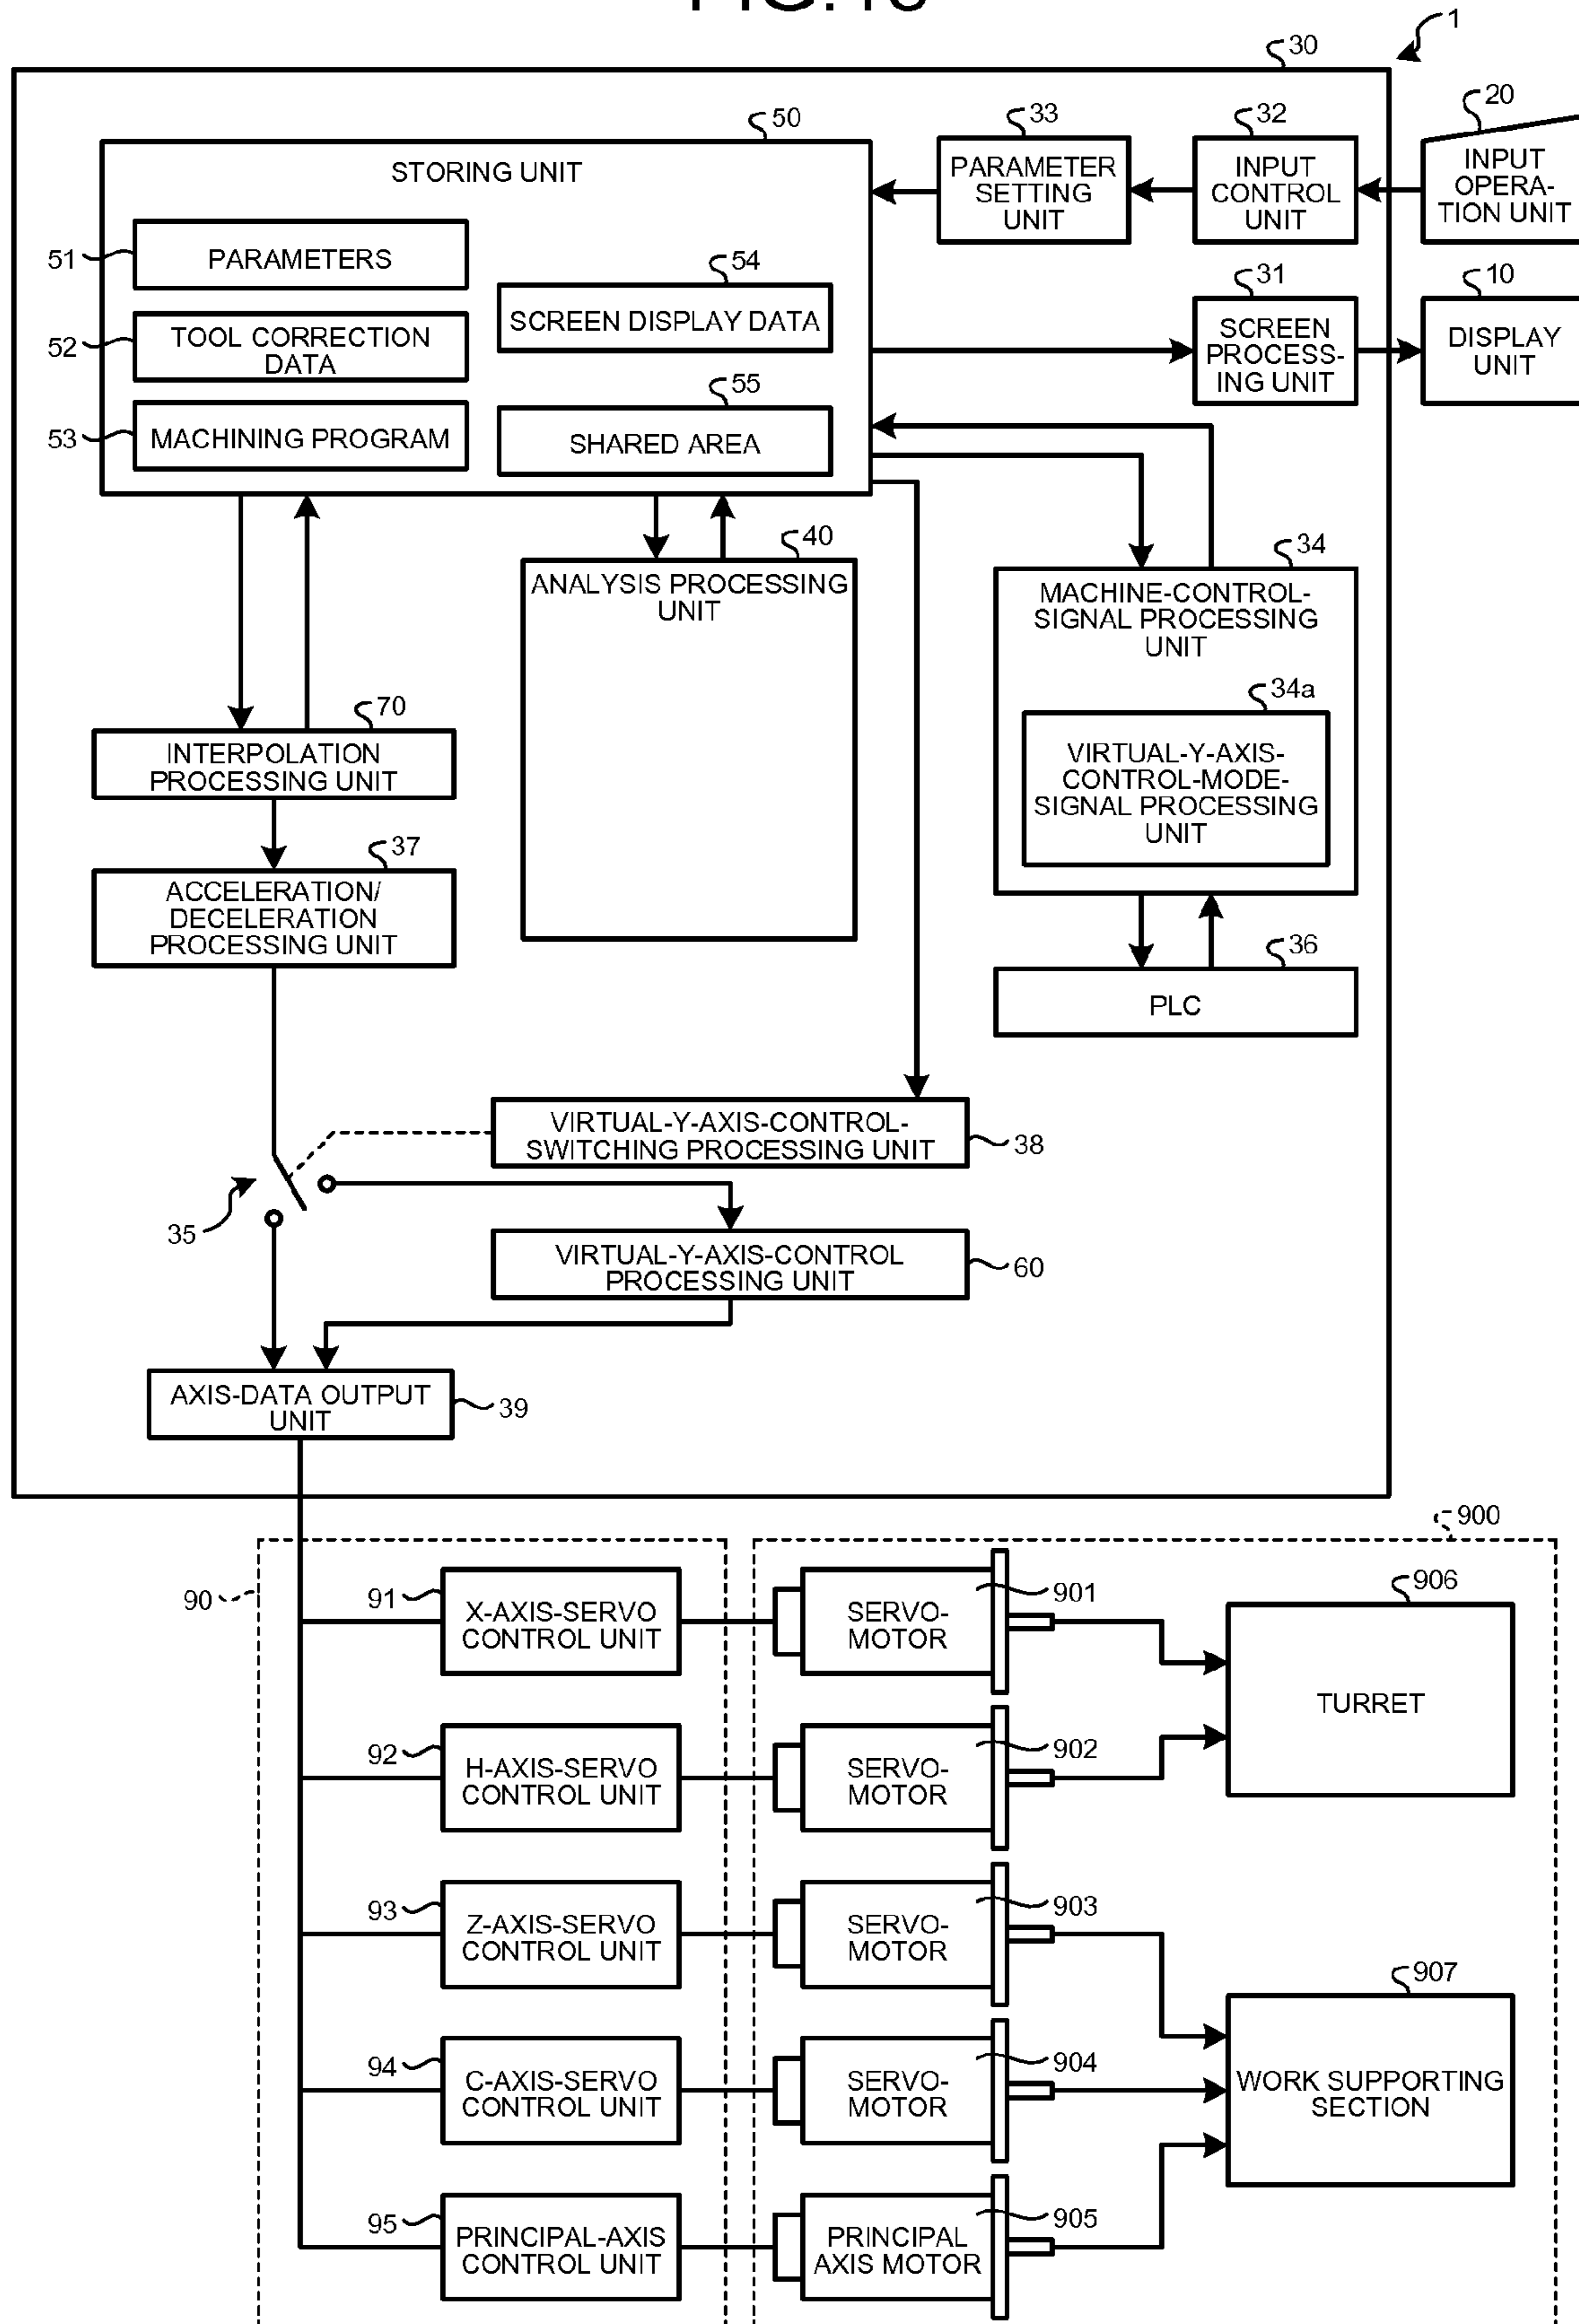 1
30
50
33
32
20
STORING UNIT
PARAMETER
SETTING
UNIT
INPUT
CONTROL
UNIT
INPUT
OPERA-
TION UNIT
51
PARAMETERS
54
SCREEN DISPLAY DATA
31
10
52
TOOL CORRECTION
DATA
SCREEN
PROCESS-
ING UNIT
DISPLAY
UNIT
55
53
MACHINING PROGRAM
SHARED AREA
40
ANALYSIS PROCESSING
UNIT
34
MACHINE-CONTROL-
SIGNAL PROCESSING
UNIT
34a
VIRTUAL-Y-AXIS-
CONTROL-MODE-
SIGNAL PROCESSING
UNIT
70
INTERPOLATION
PROCESSING UNIT
37
ACCELERATION/
DECELERATION
PROCESSING UNIT
36
PLC
VIRTUAL-Y-AXIS-CONTROL-
SWITCHING PROCESSING UNIT
38
35
VIRTUAL-Y-AXIS-CONTROL
PROCESSING UNIT
60
AXIS-DATA OUTPUT
UNIT
39
900
90
91
X-AXIS-SERVO
CONTROL UNIT
SERVO-
MOTOR
901
906
TURRET
92
H-AXIS-SERVO
CONTROL UNIT
SERVO-
MOTOR
902
93
Z-AXIS-SERVO
CONTROL UNIT
SERVO-
MOTOR
903
907
WORK SUPPORTING
SECTION
94
C-AXIS-SERVO
CONTROL UNIT
SERVO-
MOTOR
904
95
PRINCIPAL-AXIS
CONTROL UNIT
PRINCIPAL
AXIS MOTOR
905